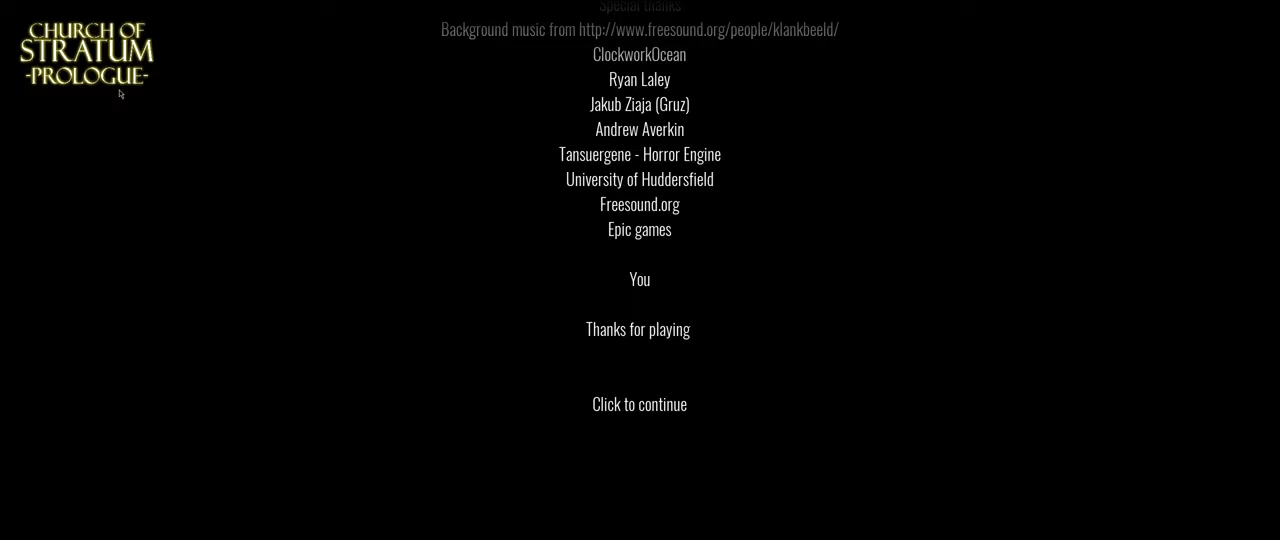 CHURCH OF
STRATUM
-PROLOGUE-
Special thanks
Background music from http://www.freesound.org/people/klankbeeld/
ClockworkOcean
Ryan Laley
Jakub Ziaja (Gruz)
Andrew Averkin
Tansuergene - Horror Engine
University of Huddersfield
Freesound.org
Epic games
You
Thanks for playing
Click to continue